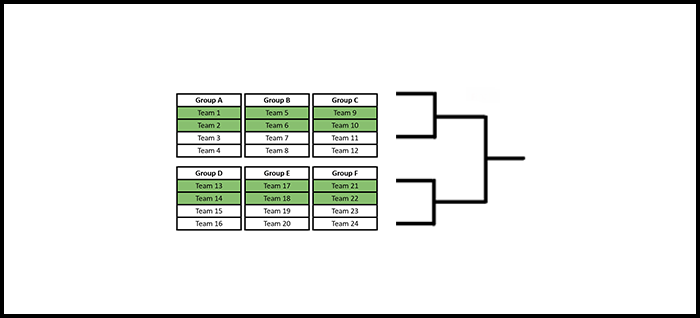 Group A Group B Group C
Team 1 Team 5 Team 9
Team 2 Team 6 Team 10
Team 3 Team 7 Team 11
Team 4 Team 8 Team 12
Group D Group E Group F
Team 13 Team 17 Team 21
Team 14 Team 18 Team 22
Team 15 Team 19 Team 23
Team 16 Team 20 Team 24